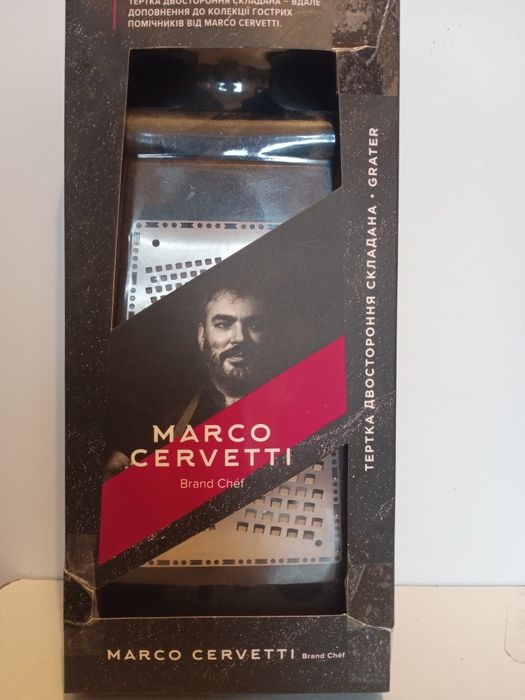 ТЕРТКА ДВОСТОРОННЯ СКЛАДАНА – ВДАЛЕ
ДОПОВНЕННЯ ДО КОЛЕКЦІЇ ГОСТРИХ
ПОМІЧНИКІВ ВІД MARCO CERVETTI.
ТЕРТКА ДВОСТОРОННЯ СКЛАДАНА • GRATER
MARCO
CERVETTI
Brand Chéf
MARCO CERVETTI Brand Chéf